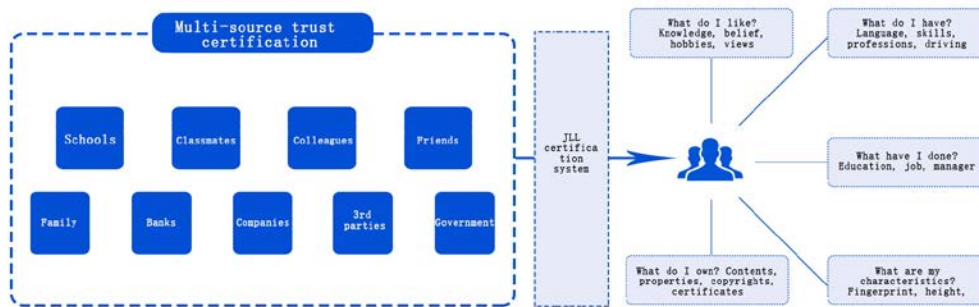 Multi-source trust
certification
Schools
Classmates
Colleagues
Friends
Family
Banks
Companies
3rd
parties
Government
JLL
certifica
tion
system
What do I like?
Knowledge, belief,
hobbies, views
What do I have?
Language, skills,
professions, driving
What have I done?
Education, job, manager
What do I own? Contents,
properties, copyrights,
certificates
What are my
characteristics?
Fingerprint, height,